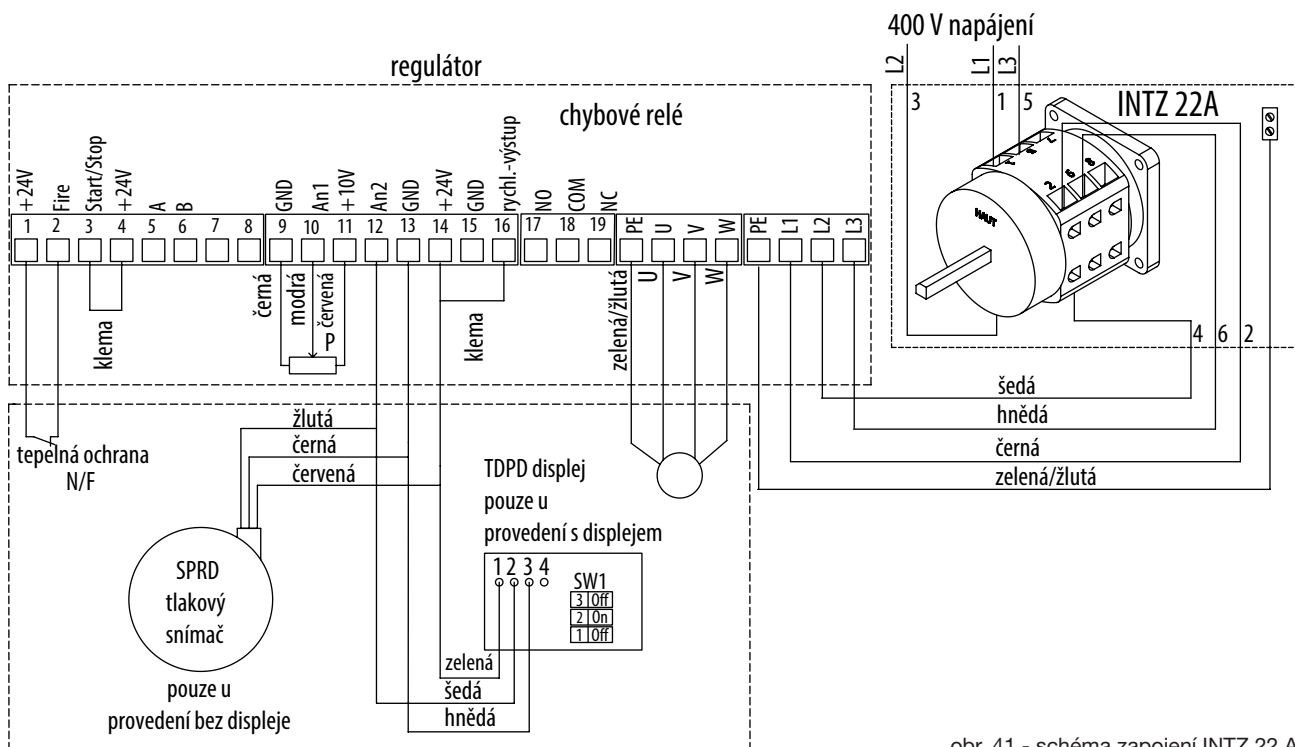 400 V napájení
L2
L1
L3
regulátor
3
1
5
INTZ 22A
chybové relé
+24V
Fire
Start/Stop
+24V
A
B
GND
An1
+10V
An2
GND
+24V
GND
rychl.-výstup
NO
COM
NC
PE
U
V
W
PE
L1
L2
L3
1 2 3 4 5 6 7 8 9 10 11 12 13 14 15 16 17 18 19
2
HAUT
klema
černá
modrá
červená
P
klema
zelená/žlutá
U
V
W
4 6 2
šedá
hnědá
černá
zelená/žlutá
tepelná ochrana
N/F
žlutá
černá
červená
TDPD displej
pouze u
provedení s displejem
1 2 3 4
SW1
3 Off
2 On
1 Off
SPRD
tlakový
snímač
pouze u
provedení bez displeje
zelená
šedá
hnědá
obr. 41 - schéma zapojení INTZ 22 A